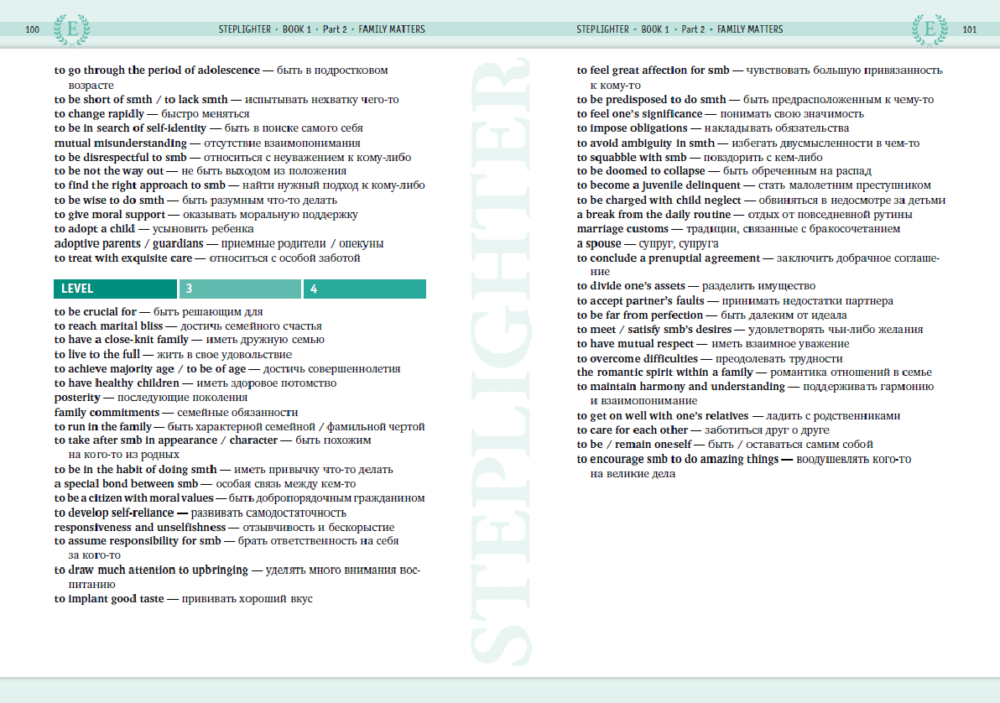 100
E
STEPLIGHTER • BOOK 1 • Part 2 • FAMILY MATTERS
to go through the period of adolescence — быть в подростковом
возрасте
to be short of smth / to lack smth — испытывать нехватку чего-то
to change rapidly — быстро меняться
to be in search of self-identity — быть в поиске самого себя
mutual misunderstanding — отсутствие взаимопонимания
to be disrespectful to smb — относиться с неуважением к кому-либо
to be not the way out — не быть выходом из положения
to find the right approach to smb — найти нужный подход к кому-либо
to be wise to do smth — быть разумным что-то делать
to give moral support — оказывать моральную поддержку
to adopt a child — усыновить ребенка
adoptive parents / guardians — приемные родители / опекуны
to treat with exquisite care — относиться с особой заботой
LEVEL 3 4
to be crucial for — быть решающим для
to reach marital bliss — достичь семейного счастья
to have a close-knit family — иметь дружную семью
to live to the full — жить в свое удовольствие
to achieve majority age / to be of age — достичь совершеннолетия
to have healthy children — иметь здоровое потомство
posterity — последующие поколения
family commitments — семейные обязанности
to run in the family — быть характерной семейной / фамильной чертой
to take after smb in appearance / character — быть похожим
на кого-то из родных
to be in the habit of doing smth — иметь привычку что-то делать
a special bond between smb — особая связь между кем-то
to be a citizen with moral values — быть добропорядочным гражданином
to develop self-reliance — развивать самодостаточность
responsiveness and unselfishness — отзывчивость и бескорыстие
to assume responsibility for smb — брать ответственность на себя
за кого-то
to draw much attention to upbringing — уделять много внимания вос-
питанию
to implant good taste — прививать хороший вкус
STEPLIGHTER
STEPLIGHTER • BOOK 1 • Part 2 • FAMILY MATTERS
E
101
to feel great affection for smb — чувствовать большую привязанность
к кому-то
to be predisposed to do smth — быть предрасположенным к чему-то
to feel one's significance — понимать свою значимость
to impose obligations — накладывать обязательства
to avoid ambiguity in smth — избегать двусмысленности в чем-то
to squabble with smb — повздорить с кем-либо
to be doomed to collapse — быть обреченным на распад
to become a juvenile delinquent — стать малолетним преступником
to be charged with child neglect — обвиняться в недосмотре за детьми
a break from the daily routine — отдых от повседневной рутины
marriage customs — традиции, связанные с бракосочетанием
a spouse — супруг, супруга
to conclude a prenuptial agreement — заключить добрачное соглаше-
ние
to divide one's assets — разделить имущество
to accept partner's faults — принимать недостатки партнера
to be far from perfection — быть далеким от идеала
to meet / satisfy smb's desires — удовлетворять чьи-либо желания
to have mutual respect — иметь взаимное уважение
to overcome difficulties — преодолевать трудности
the romantic spirit within a family — романтика отношений в семье
to maintain harmony and understanding — поддерживать гармонию
и взаимопонимание
to get on well with one's relatives — ладить с родственниками
to care for each other — заботиться друг о друге
to be / remain oneself — быть / оставаться самим собой
to encourage smb to do amazing things — воодушевлять кого-то
на великие дела